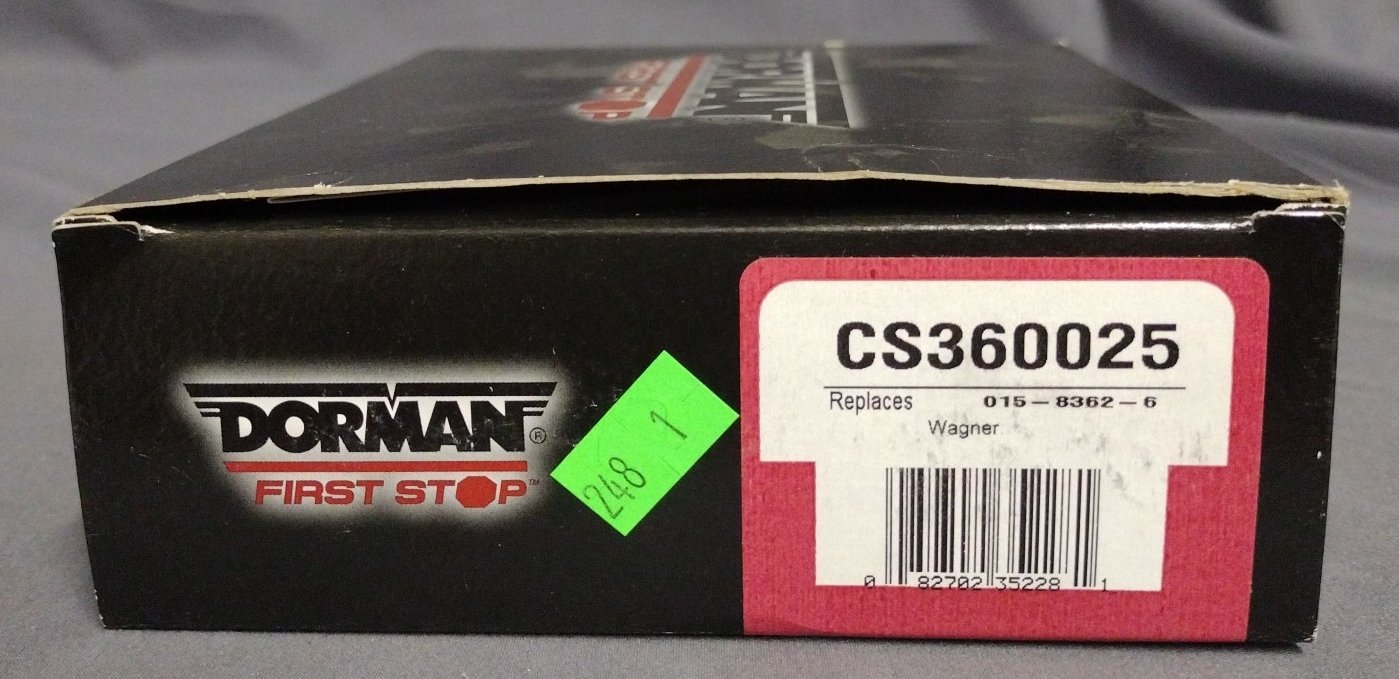 DORMAN®
FIRST STOP™
248 1
CS360025
Replaces 015-8362-6
Wagner
0 82702 35228 1